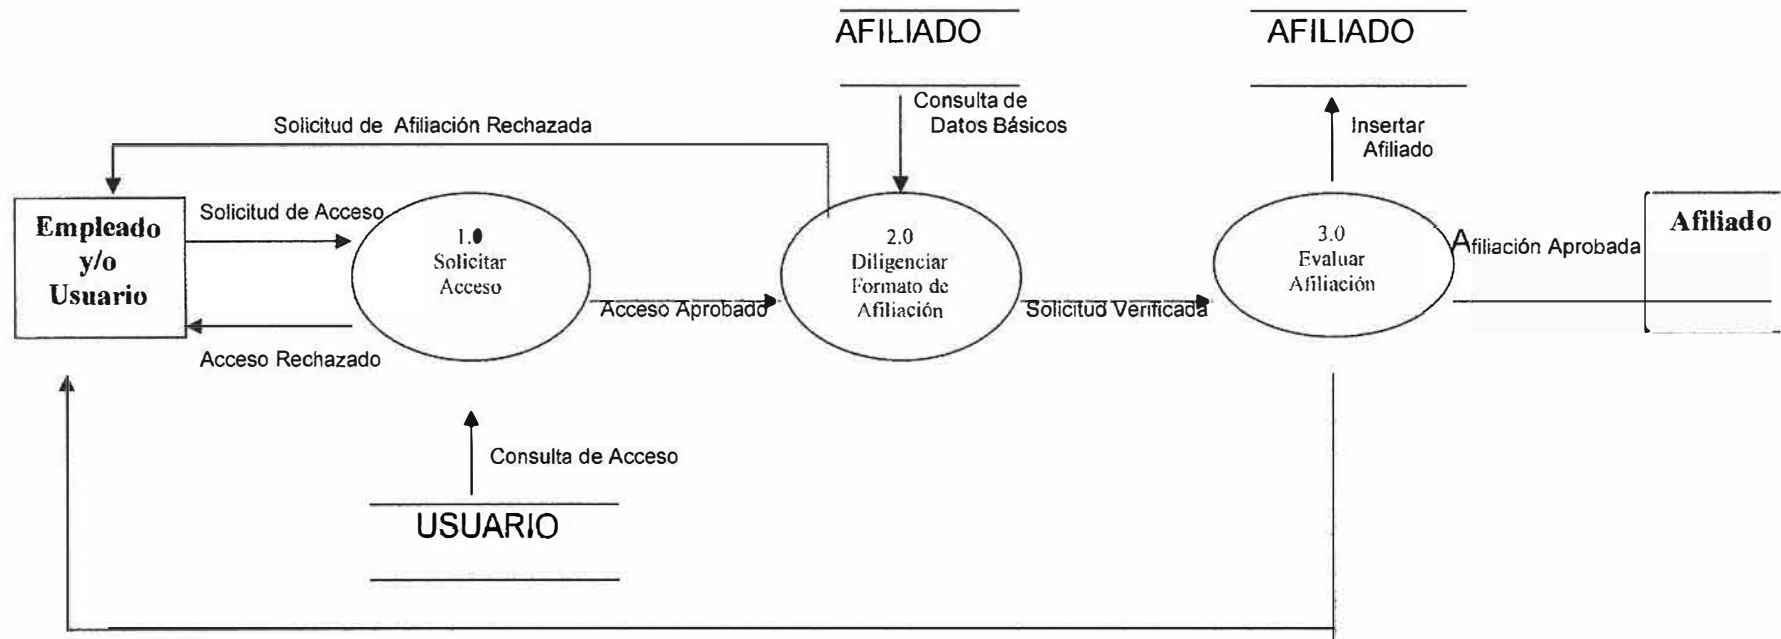 AFILIADO
AFILIADO
Consulta de
Datos Básicos
Insertar
Afiliado
Solicitud de Afiliación Rechazada
Empleado
y/o
Usuario
Solicitud de Acceso
1.0
Solicitar
Acceso
Acceso Rechazado
Acceso Aprobado
2.0
Diligenciar
Formato de
Afiliación
Solicitud Verificada
3.0
Evaluar
Afiliación
Afiliación Aprobada
Afiliado
Consulta de Acceso
USUARIO